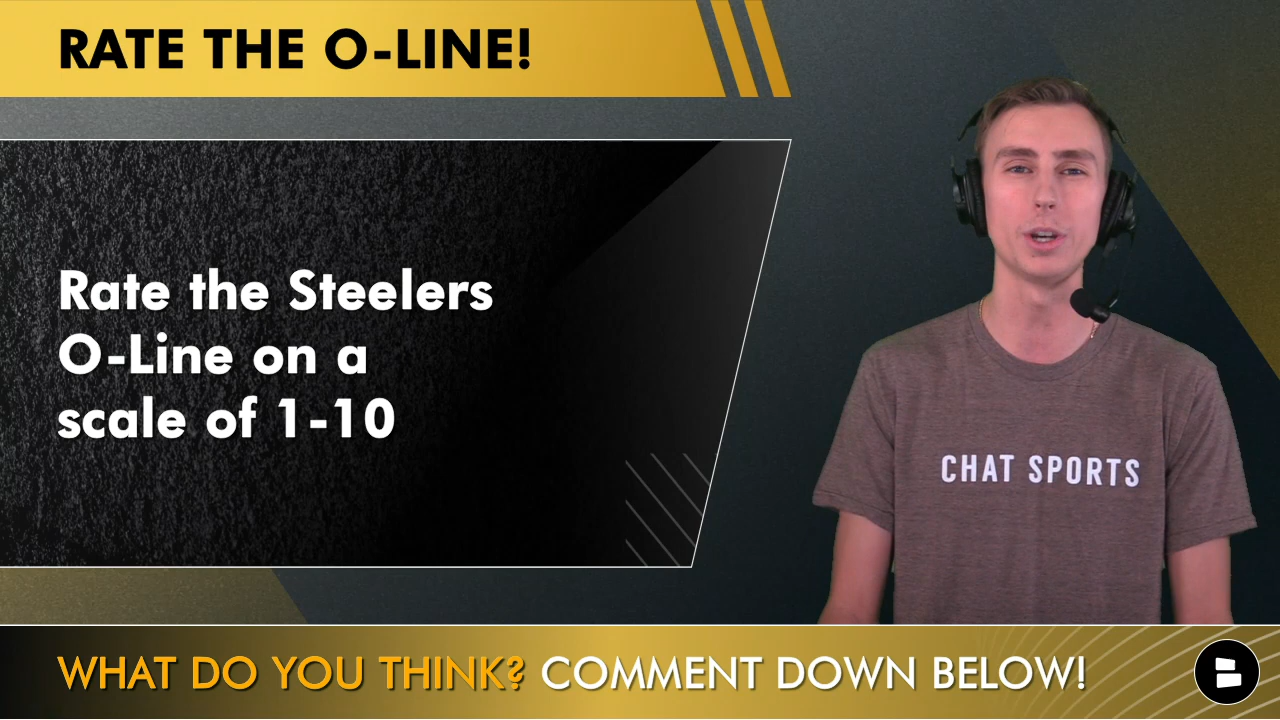 RATE THE O-LINE!
Rate the Steelers
O-Line on a
scale of 1-10
CHAT SPORTS
WHAT DO YOU THINK? COMMENT DOWN BELOW!